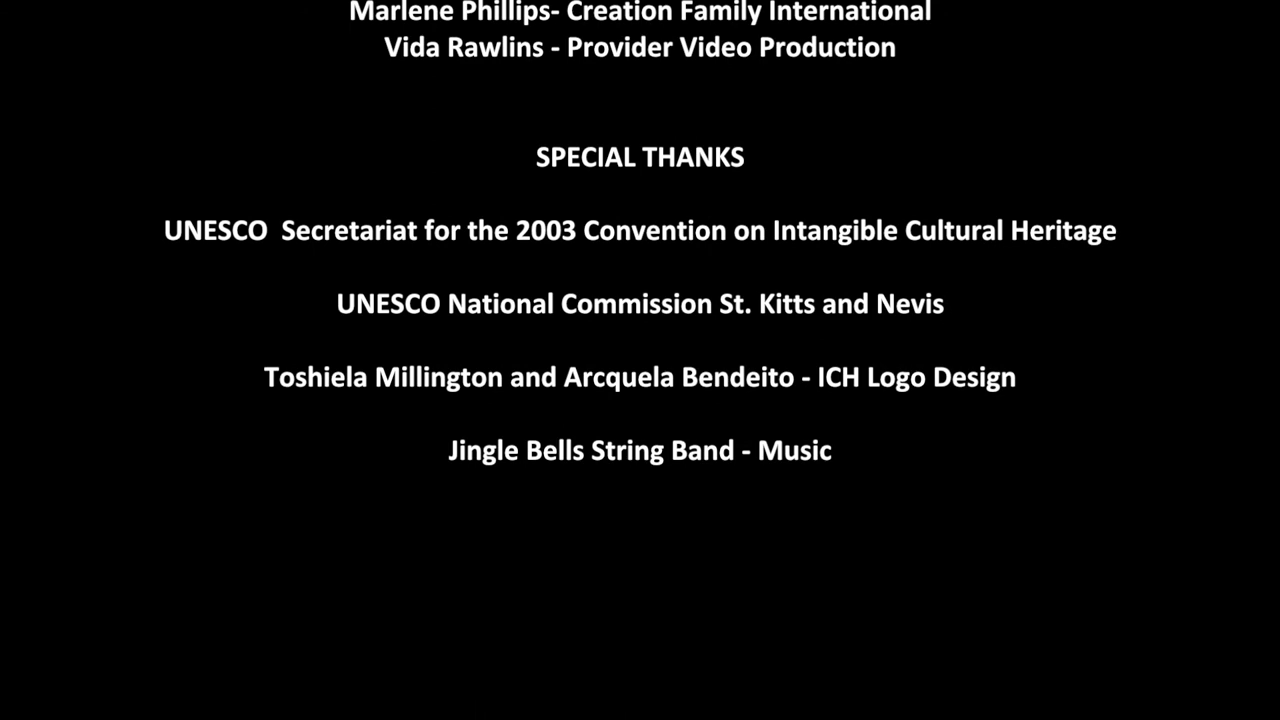 Marlene Phillips- Creation Family International
Vida Rawlins - Provider Video Production
SPECIAL THANKS
UNESCO  Secretariat for the 2003 Convention on Intangible Cultural Heritage
UNESCO National Commission St. Kitts and Nevis
Toshiela Millington and Arcquela Bendeito - ICH Logo Design
Jingle Bells String Band - Music